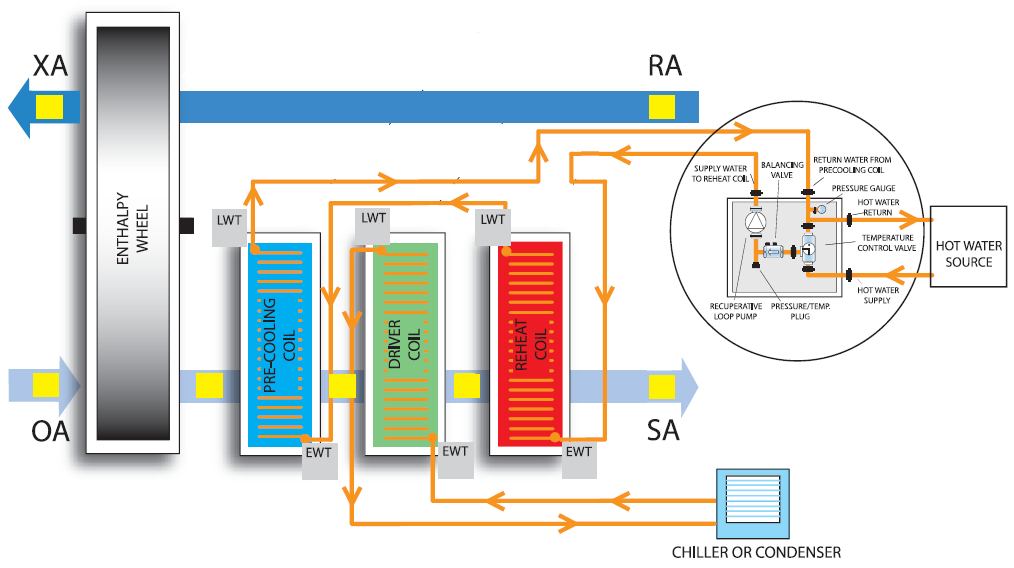 XA
RA
ENTHALPY
WHEEL
OA
SA
LWT
LWT
LWT
PRE-COOLING
COIL
DRIVER
COIL
REHEAT
COIL
EWT
EWT
EWT
SUPPLY WATER
TO REHEAT COIL
BALANCING
VALVE
RETURN WATER FROM
PRECOOLING COIL
PRESSURE GAUGE
HOT WATER
RETURN
TEMPERATURE
CONTROL VALVE
HOT WATER
SUPPLY
RECUPERATIVE
LOOP PUMP
PRESSURE/TEMP.
PLUG
HOT WATER
SOURCE
CHILLER OR CONDENSER